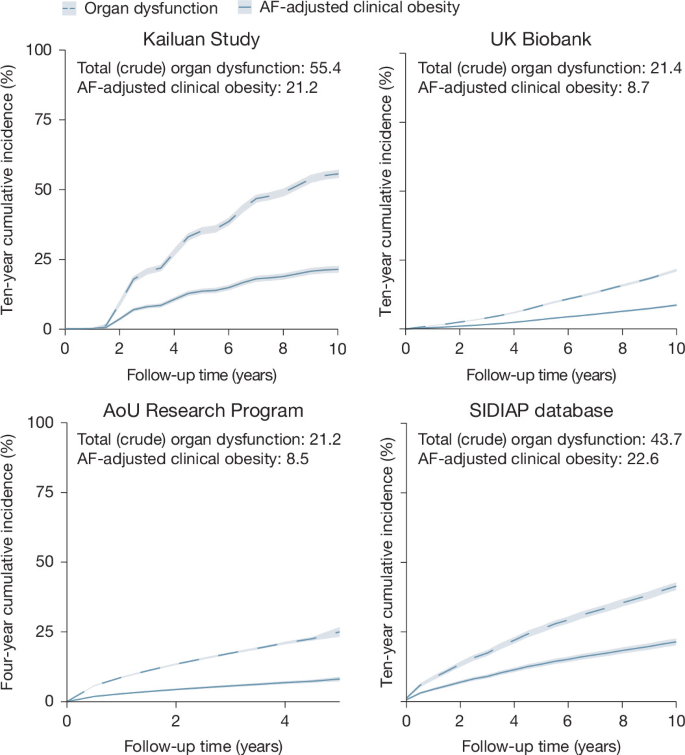 Organ dysfunction AF-adjusted clinical obesity
Kailuan Study
Total (crude) organ dysfunction: 55.4
AF-adjusted clinical obesity: 21.2
Ten-year cumulative incidence (%)
100
75
50
25
0
0 2 4 6 8 10
Follow-up time (years)
UK Biobank
Total (crude) organ dysfunction: 21.4
AF-adjusted clinical obesity: 8.7
Ten-year cumulative incidence (%)
0 2 4 6 8 10
Follow-up time (years)
AoU Research Program
Total (crude) organ dysfunction: 21.2
AF-adjusted clinical obesity: 8.5
Four-year cumulative incidence (%)
100
75
50
25
0
0 2 4
Follow-up time (years)
SIDIAP database
Total (crude) organ dysfunction: 43.7
AF-adjusted clinical obesity: 22.6
Ten-year cumulative incidence (%)
0 2 4 6 8 10
Follow-up time (years)